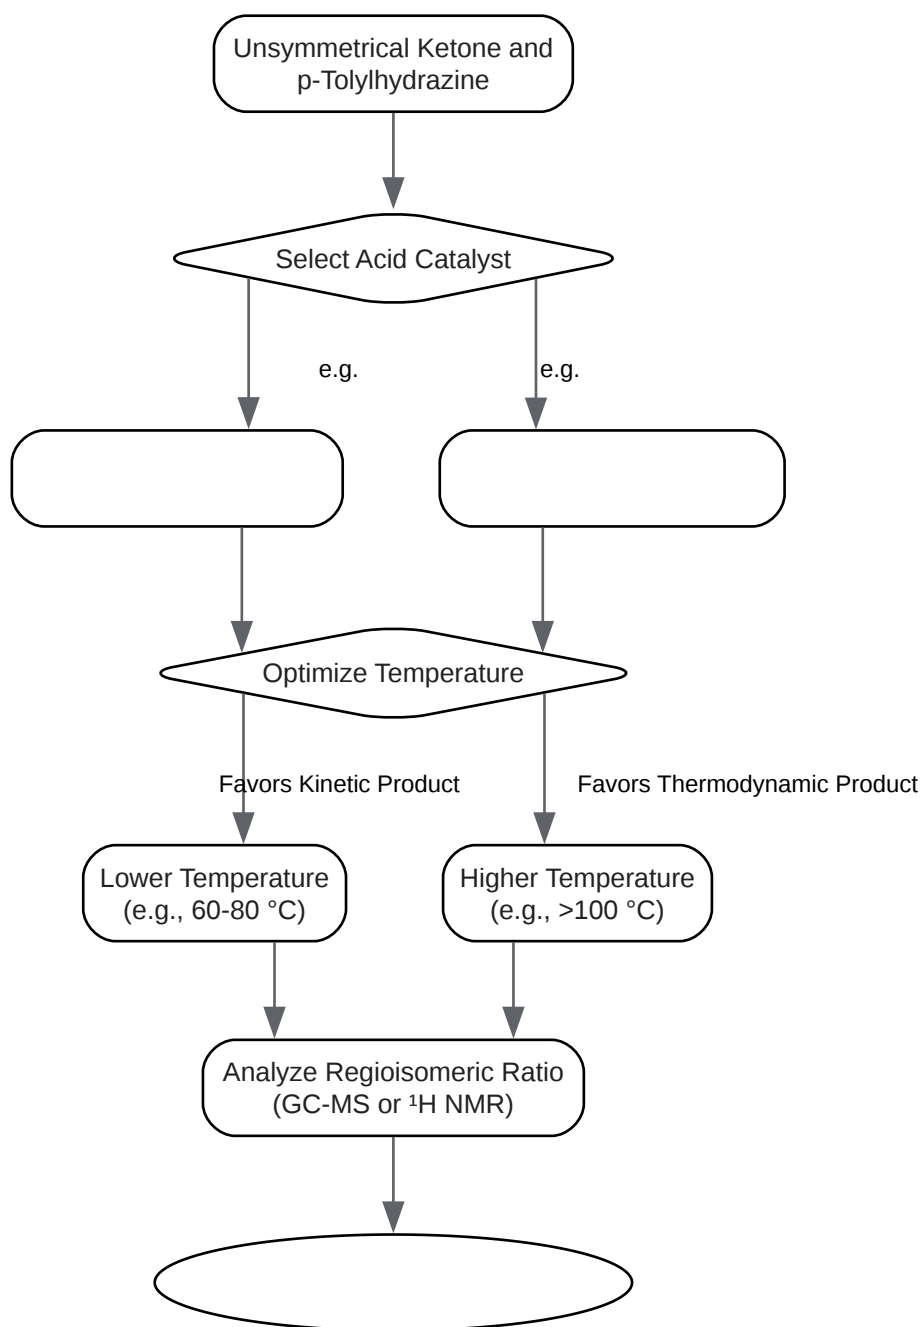 Unsymmetrical Ketone and
p-Tolylhydrazine
Select Acid Catalyst
e.g.
e.g.
Optimize Temperature
Favors Kinetic Product
Favors Thermodynamic Product
Lower Temperature
(e.g., 60-80 °C)
Higher Temperature
(e.g., >100 °C)
Analyze Regioisomeric Ratio
(GC-MS or ¹H NMR)